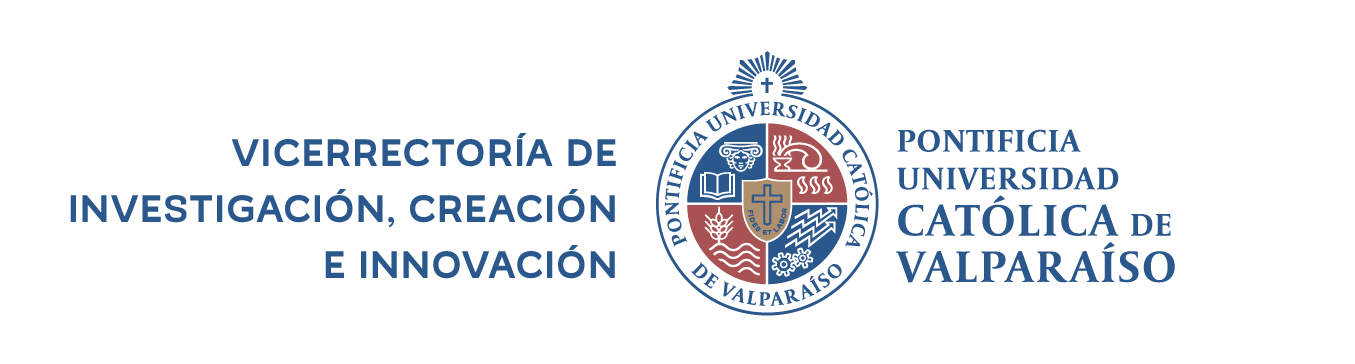 VICERRECTORÍA DE
INVESTIGACIÓN, CREACIÓN
E INNOVACIÓN
PONTIFICIA UNIVERSIDAD CATÓLICA
DE VALPARAÍSO
FIDES ET LABOR
PONTIFICIA
UNIVERSIDAD
CATÓLICA DE
VALPARAÍSO